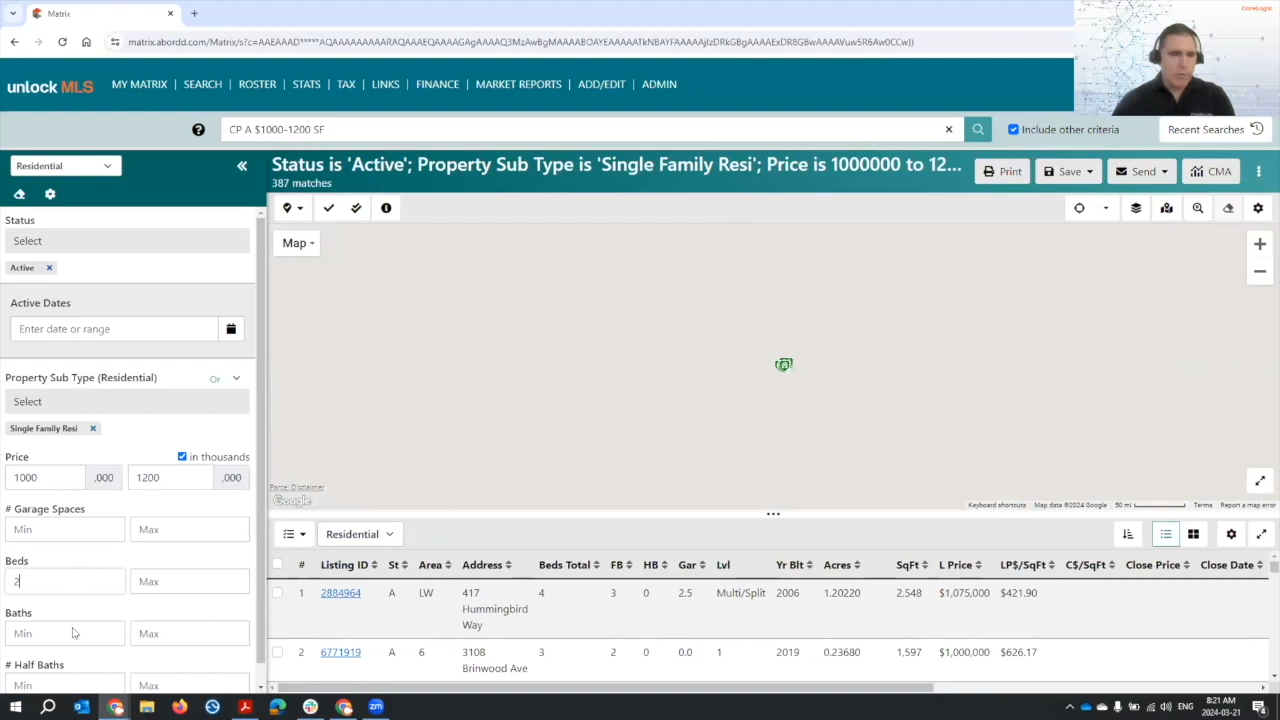 Matrix
CoreLogic
unlock MLS
MY MATRIX | SEARCH | ROSTER | STATS | TAX | LINKS | FINANCE | MARKET REPORTS | ADD/EDIT | ADMIN
CP A $1000-1200 SF
Include other criteria
Recent Searches
Residential
Status is 'Active'; Property Sub Type is 'Single Family Resi'; Price is 1000000 to 12...
387 matches
Print
Save
Send
CMA
Status
Select
Active
Map
Active Dates
Enter date or range
Property Sub Type (Residential)
Or
Select
Single Family Resi
Price
in thousands
1000 ,000 1200 ,000
# Garage Spaces
Min Max
Beds
2 Max
Baths
Min Max
# Half Baths
Min Max
Parcel Disclaimer
Google
Keyboard shortcuts Map data ©2024 Google 50 mi Terms Report a map error
Residential
# Listing ID St Area Address Beds Total FB HB Gar Lvl Yr Blt Acres SqFt L Price LP$/SqFt C$/SqFt Close Price Close Date
1 2884964 A LW 417 Hummingbird Way 4 3 0 2.5 Multi/Split 2006 1.20220 2,548 $1,075,000 $421.90
2 6771919 A 6 3108 Brinwood Ave 3 2 0 0.0 1 2019 0.23680 1,597 $1,000,000 $626.17
ENG
8:21 AM
2024-03-21